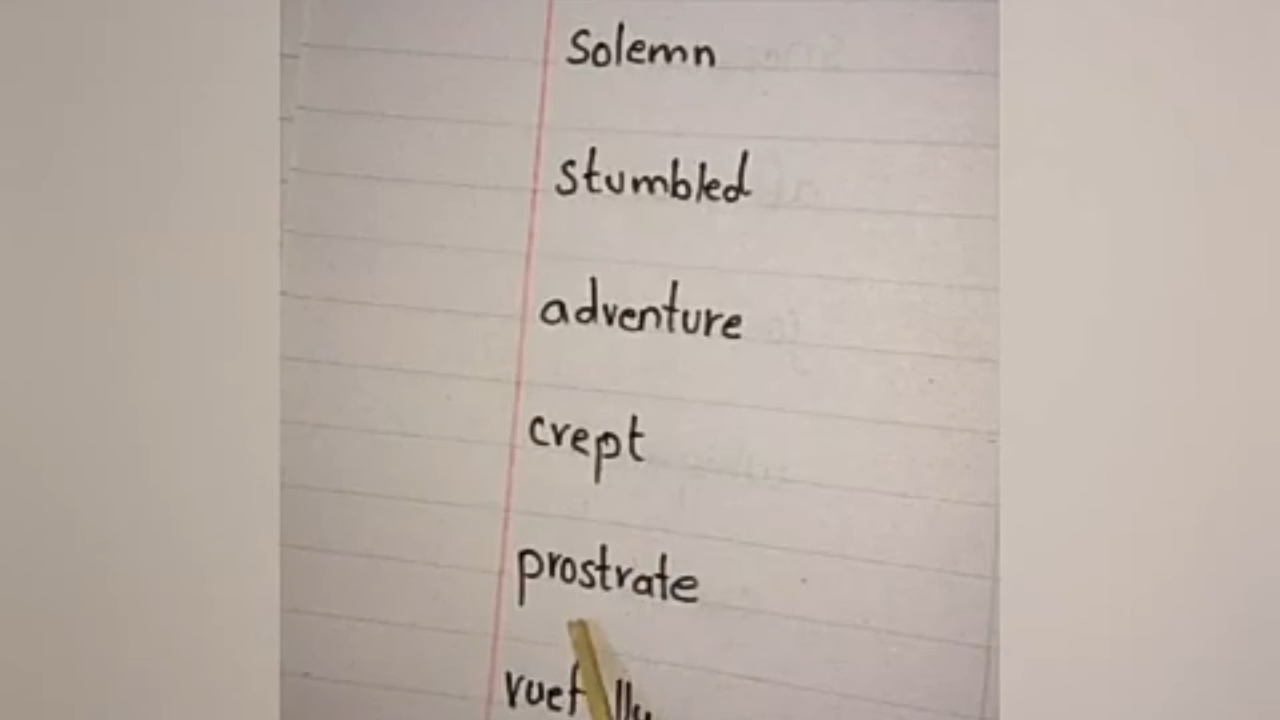 Solemn
stumbled
adventure
crept
prostrate